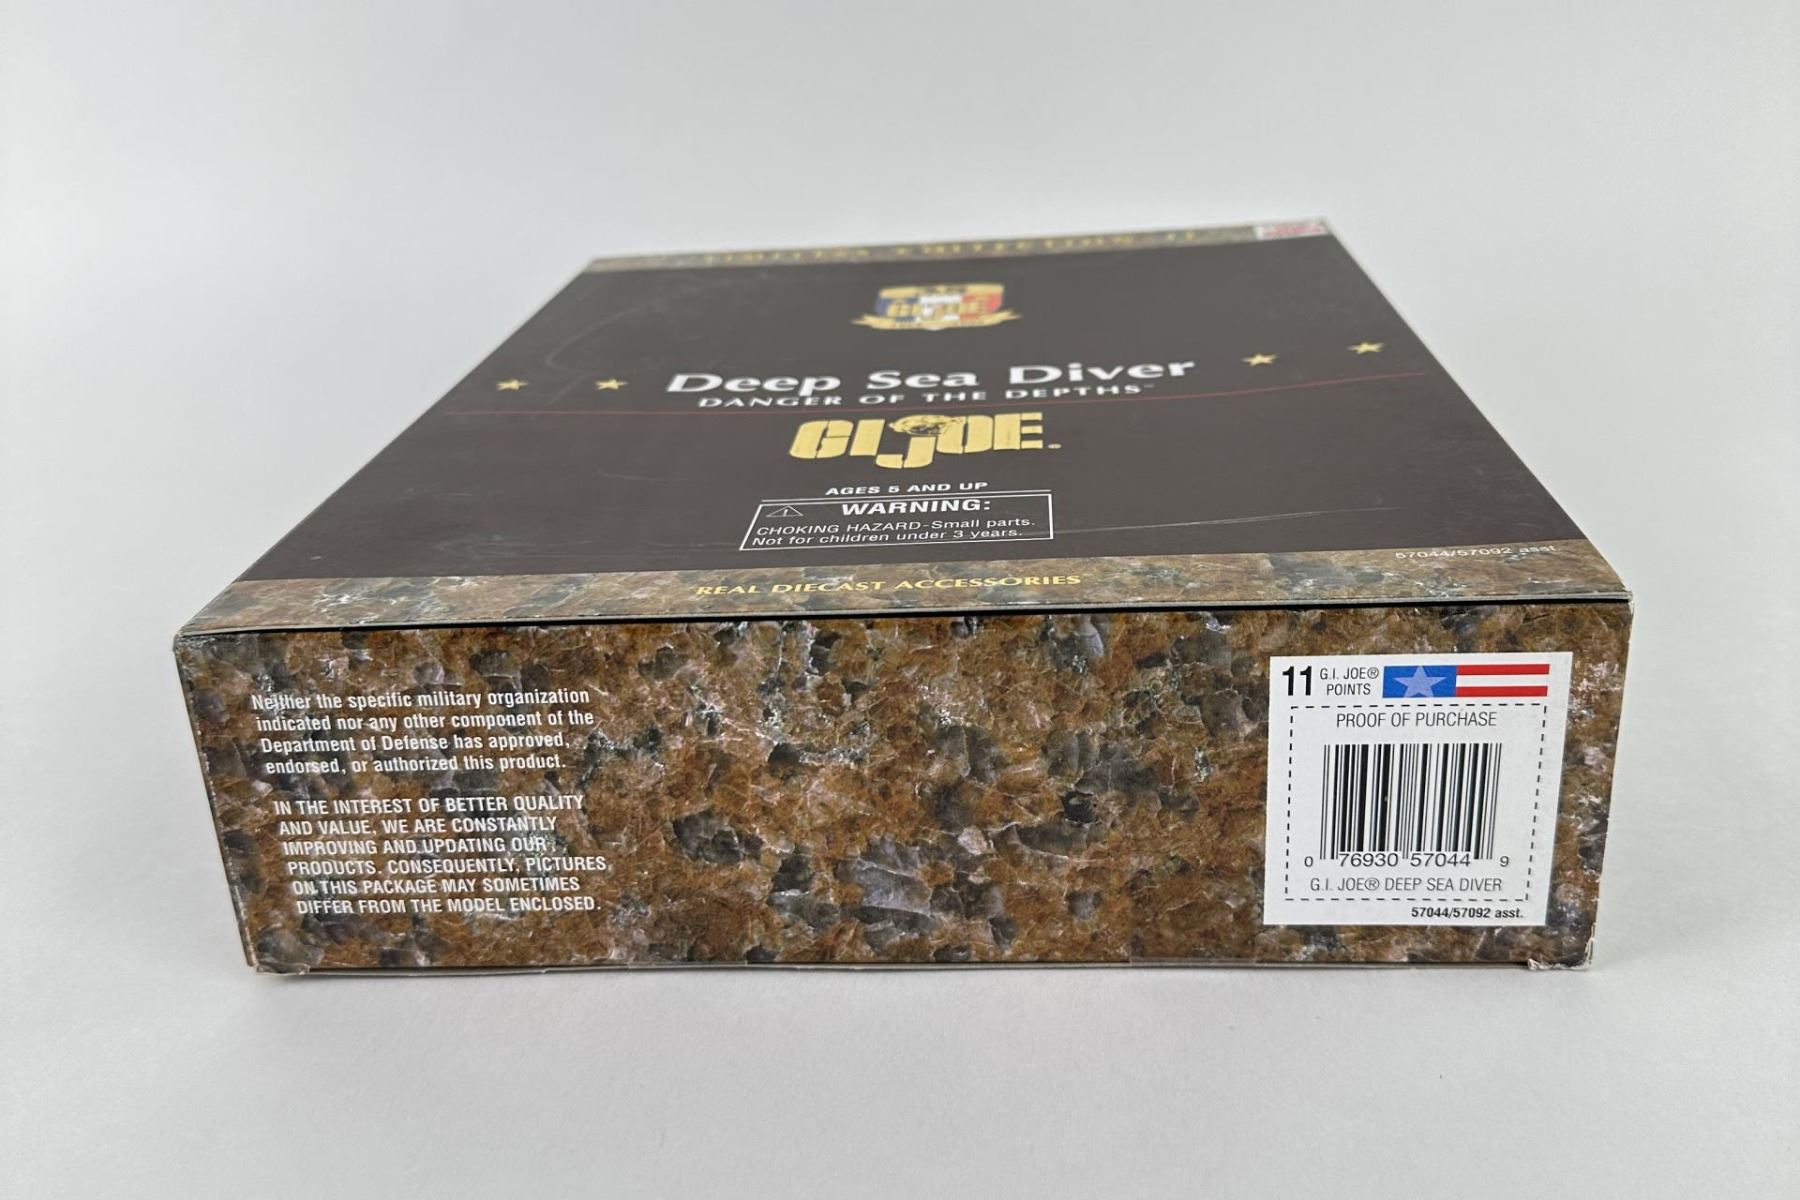 COLLECTION
GI JOE
Deep Sea Diver
DANGER OF THE DEPTHS™
GI JOE®
AGES 5 AND UP
WARNING:
CHOKING HAZARD-Small parts.
Not for children under 3 years.
57044/57092 asst.
REAL DIECAST ACCESSORIES
Neither the specific military organization
indicated nor any other component of the
Department of Defense has approved,
endorsed, or authorized this product.
IN THE INTEREST OF BETTER QUALITY
AND VALUE, WE ARE CONSTANTLY
IMPROVING AND UPDATING OUR
PRODUCTS. CONSEQUENTLY, PICTURES
ON THIS PACKAGE MAY SOMETIMES
DIFFER FROM THE MODEL ENCLOSED.
11 G.I. JOE®
POINTS
PROOF OF PURCHASE
0 76930 57044 9
G.I. JOE® DEEP SEA DIVER
57044/57092 asst.